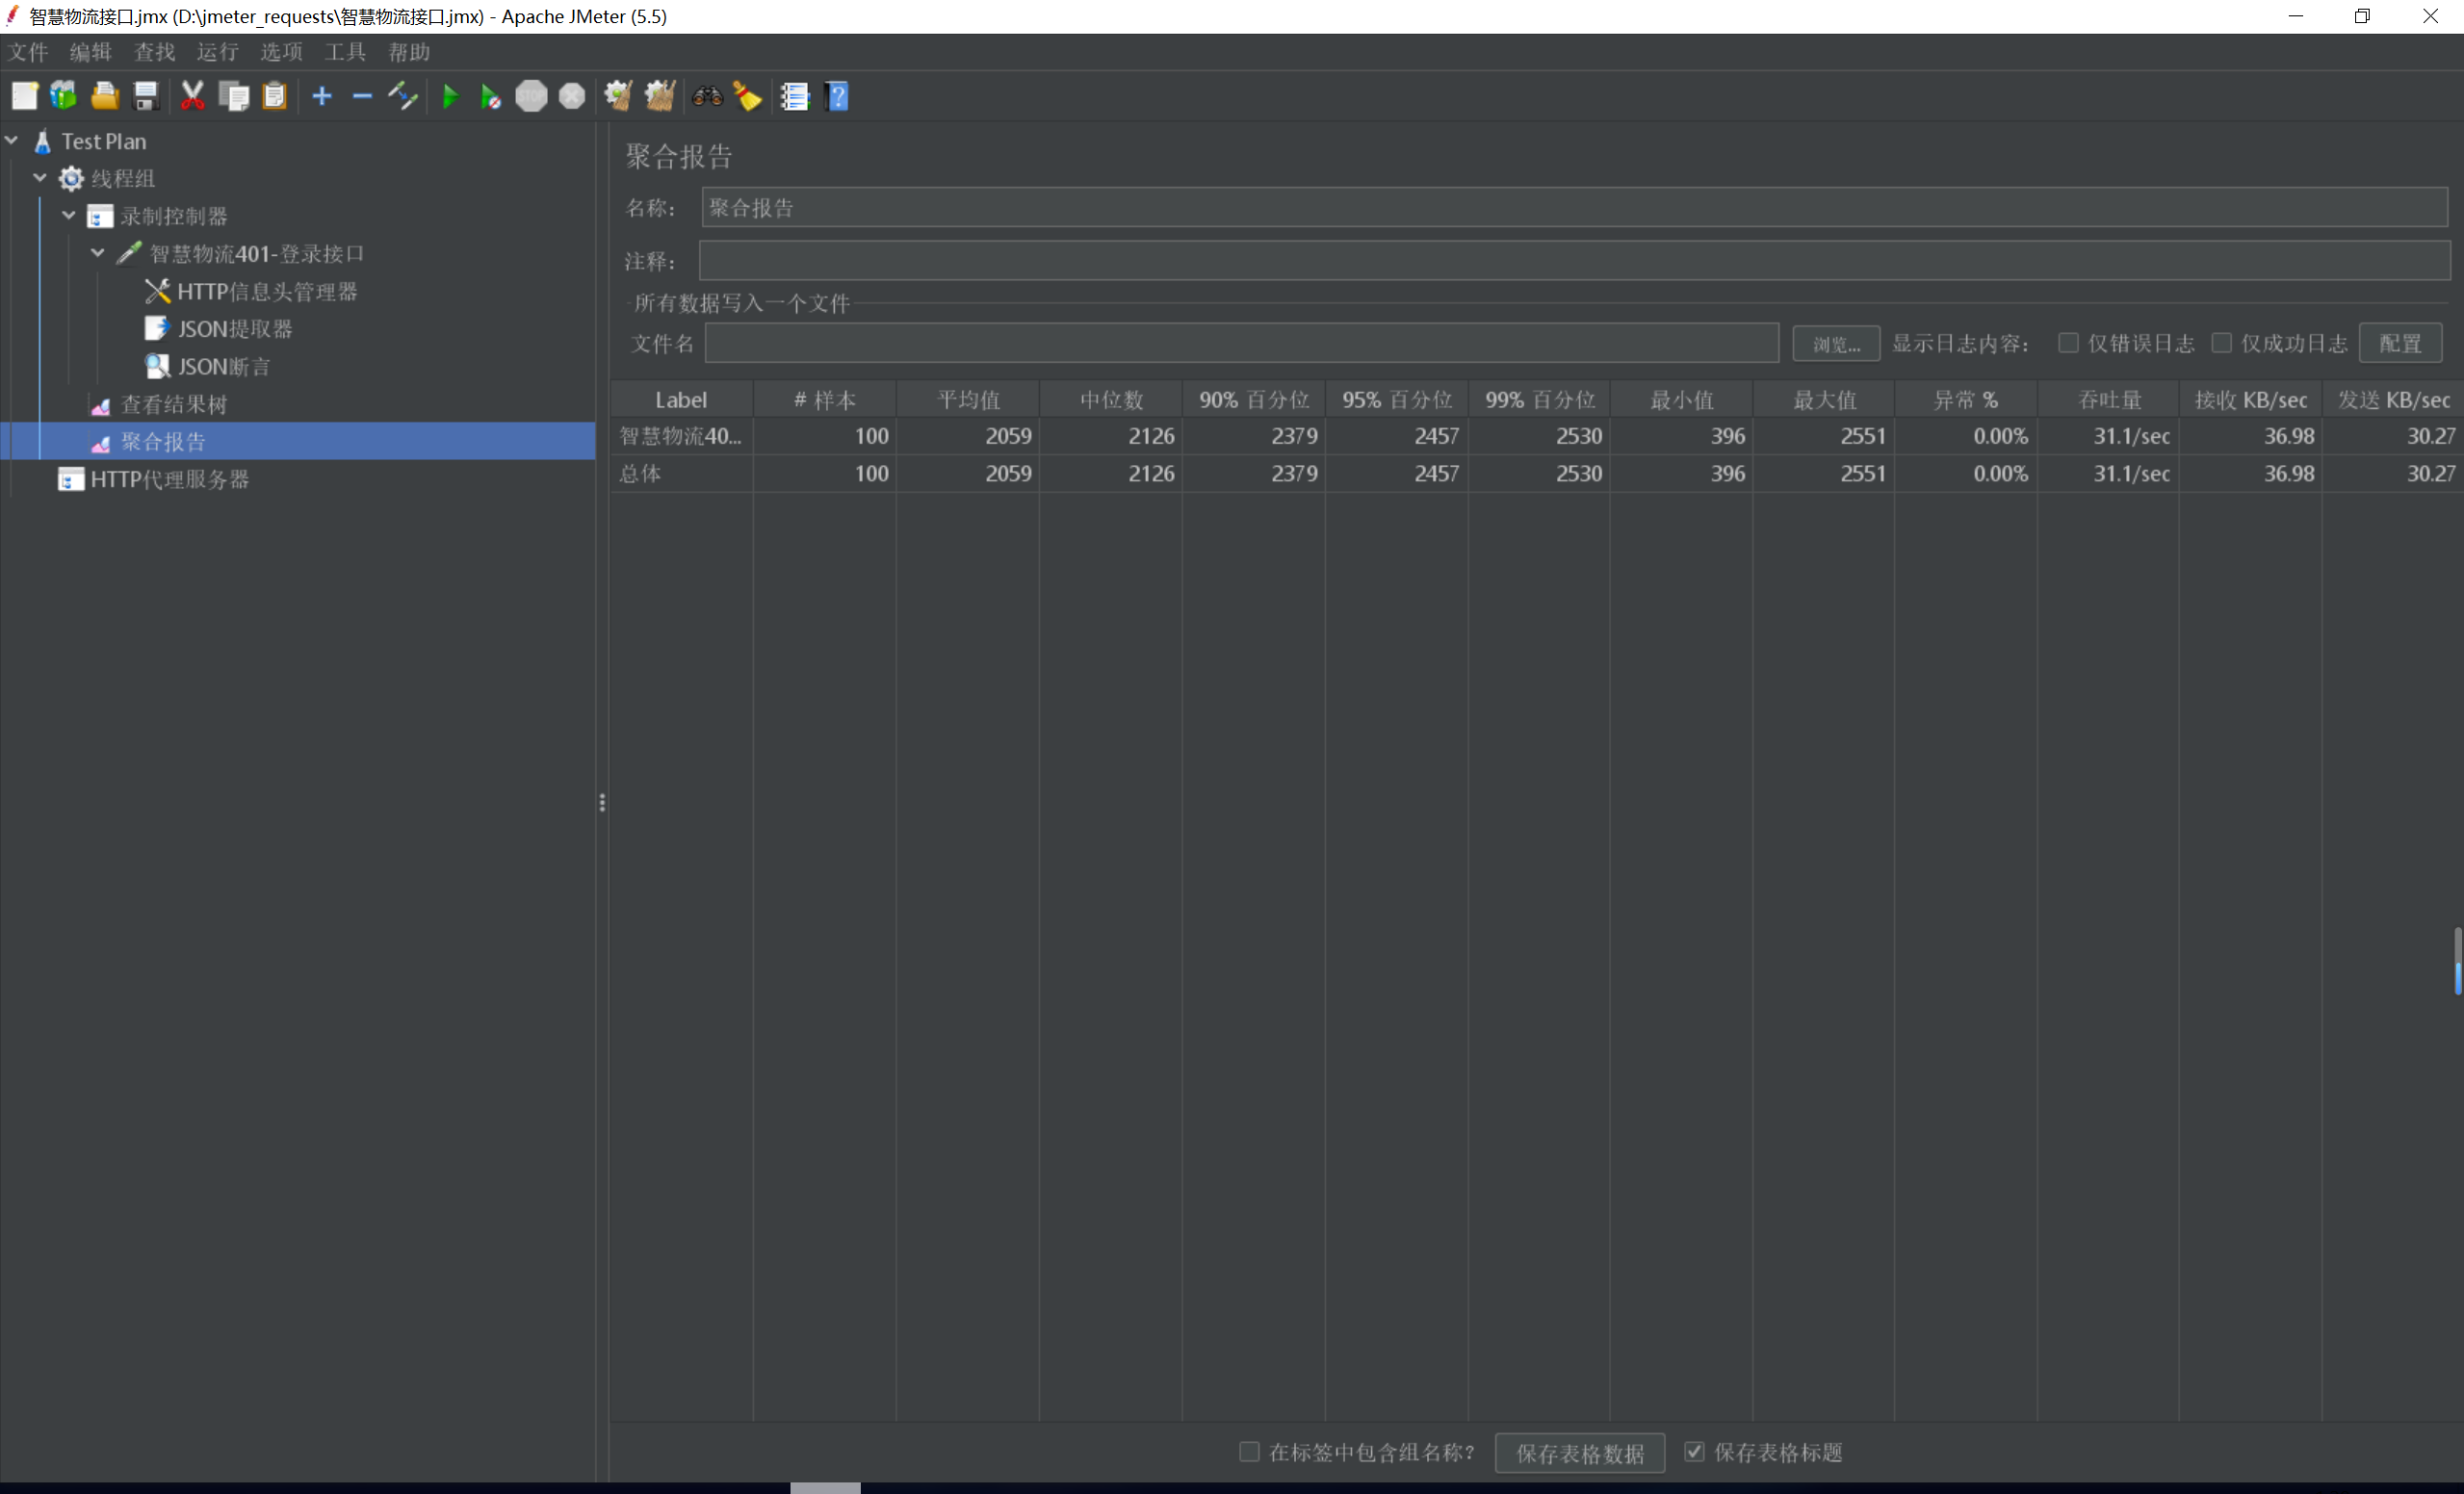 智慧物流接口.jmx (D:\jmeter_requests\智慧物流接口.jmx) - Apache JMeter (5.5)
文件 编辑 查找 运行 选项 工具 帮助
STOP
Test Plan
线程组
录制控制器
智慧物流401-登录接口
HTTP信息头管理器
JSON提取器
JSON断言
查看结果树
聚合报告
HTTP代理服务器
聚合报告
名称： 聚合报告
注释：
所有数据写入一个文件
文件名 浏览... 显示日志内容： 仅错误日志 仅成功日志 配置
Label # 样本 平均值 中位数 90% 百分位 95% 百分位 99% 百分位 最小值 最大值 异常 % 吞吐量 接收 KB/sec 发送 KB/sec
智慧物流40... 100 2059 2126 2379 2457 2530 396 2551 0.00% 31.1/sec 36.98 30.27
总体 100 2059 2126 2379 2457 2530 396 2551 0.00% 31.1/sec 36.98 30.27
在标签中包含组名称? 保存表格数据 保存表格标题